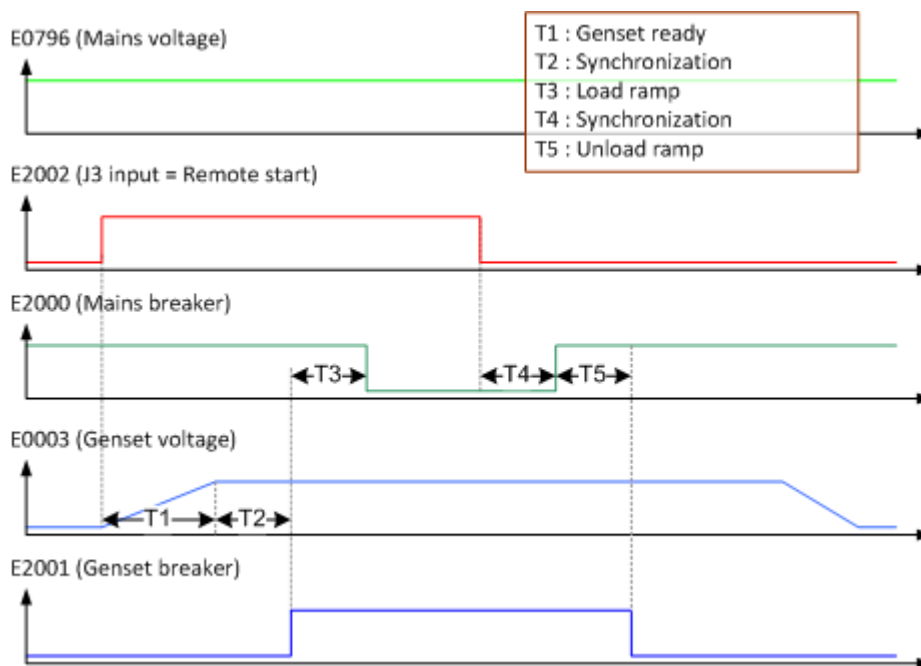 E0796 (Mains voltage)
T1 : Genset ready
T2 : Synchronization
T3 : Load ramp
T4 : Synchronization
T5 : Unload ramp
E2002 (J3 input = Remote start)
E2000 (Mains breaker)
T3
T4
T5
E0003 (Genset voltage)
T1
T2
E2001 (Genset breaker)